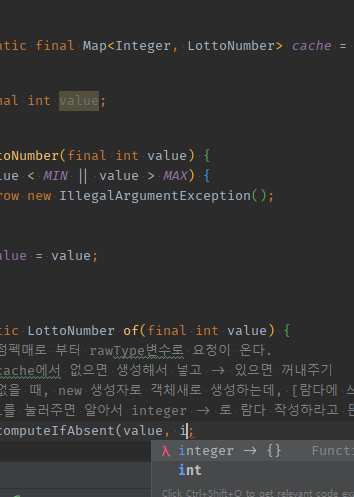 atic final Map<Integer, LottoNumber> cache =
nal int value;
toNumber(final int value) {
lue < MIN || value > MAX) {
row new IllegalArgumentException();
alue = value;
tic LottoNumber of(final int value) {
정펙매로 부터 rawType변수로 요청이 온다.
cache에서 없으면 생성해서 넣고 -> 있으면 꺼내주기
없을 때, new 생성자로 객체새로 생성하는데, [람다에
를 눌러주면 알아서 integer -> 로 람다 작성하라고
computeIfAbsent(value, i;
λ integer -> {} Functi
int
Click Ctrl+Shift+O to get relevant code ex